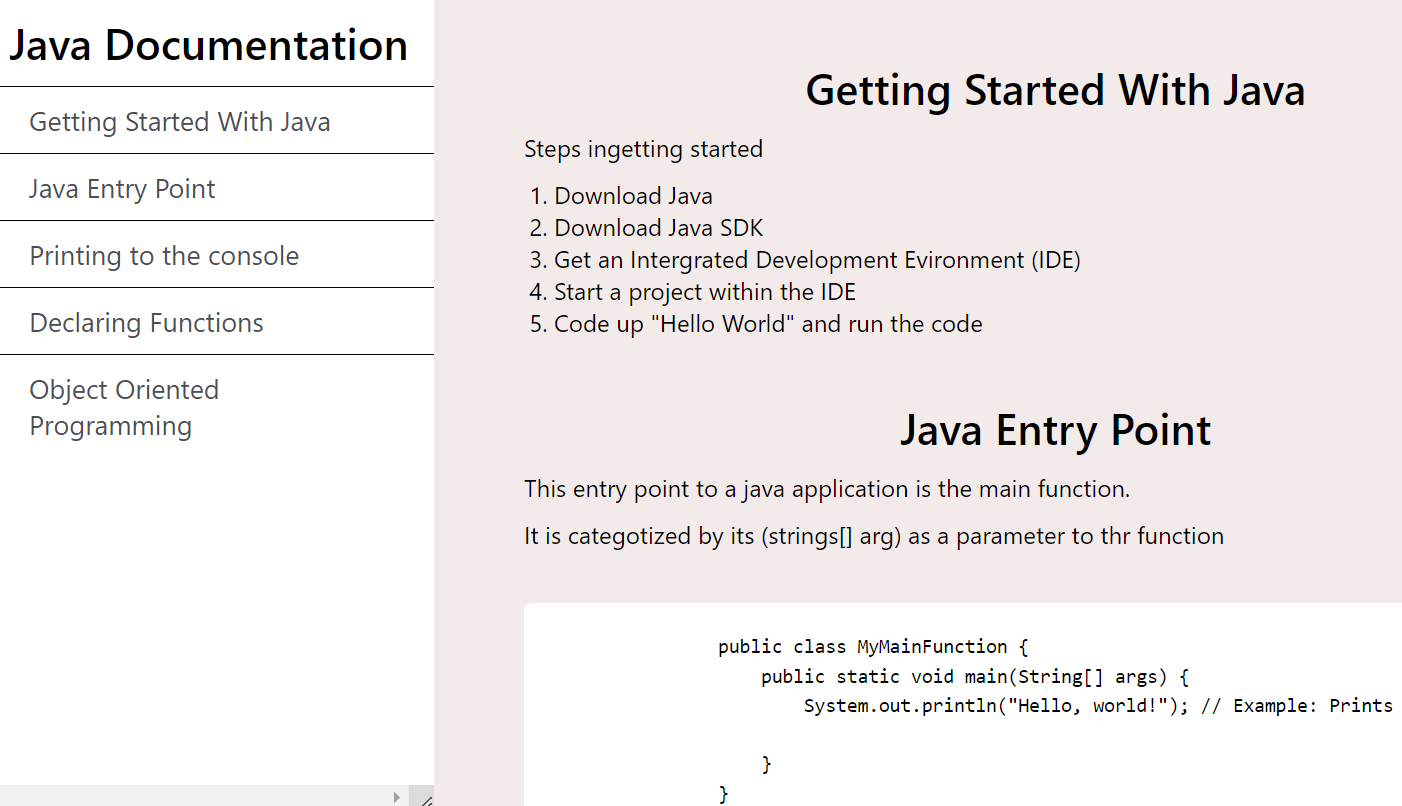 Java Documentation
Getting Started With Java
Java Entry Point
Printing to the console
Declaring Functions
Object Oriented
Programming
Getting Started With Java
Steps ingetting started
1. Download Java
2. Download Java SDK
3. Get an Intergrated Development Evironment (IDE)
4. Start a project within the IDE
5. Code up "Hello World" and run the code
Java Entry Point
This entry point to a java application is the main function.
It is categotized by its (strings[] arg) as a parameter to thr function
public class MyMainFunction {
    public static void main(String[] args) {
        System.out.println("Hello, world!"); // Example: Prints
    }
}